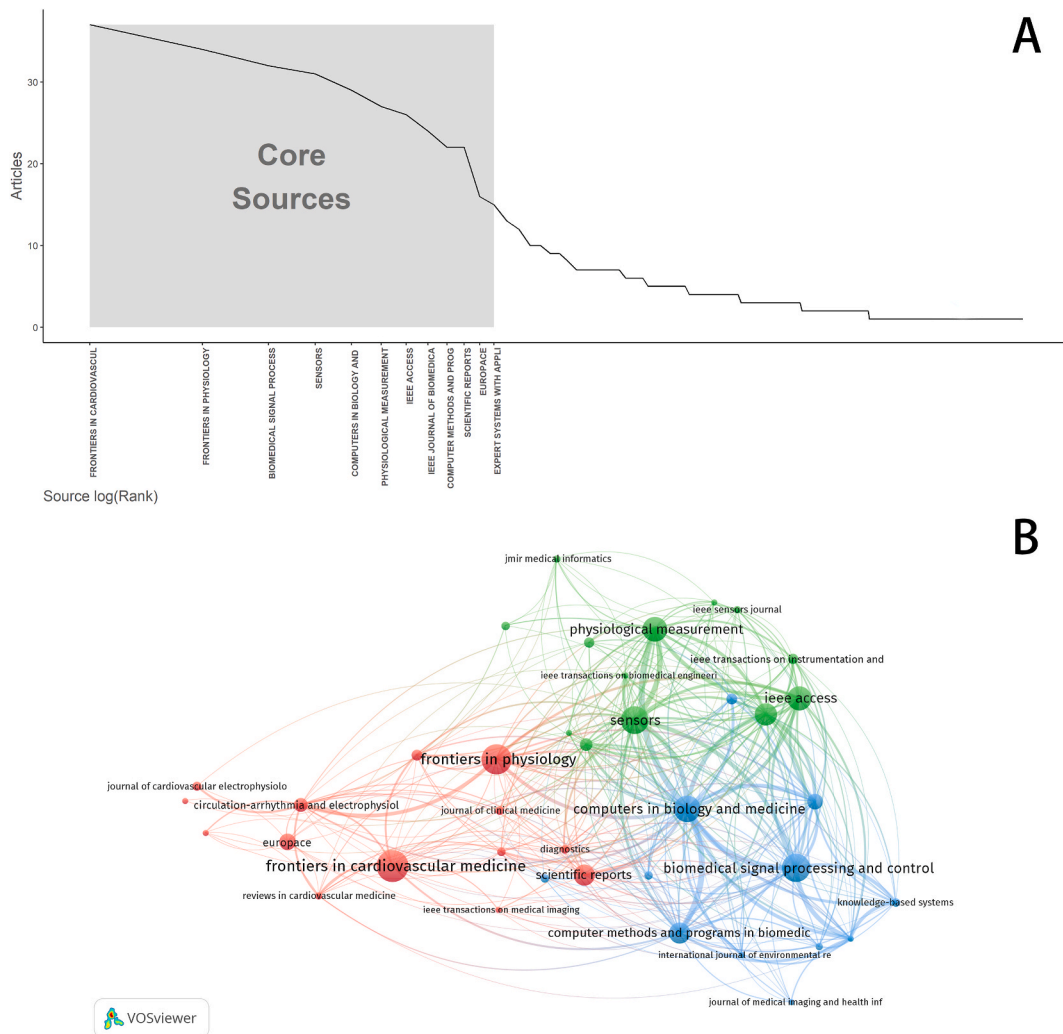 A
Articles
30
20
10
0
Core
Sources
FRONTIERS IN CARDIOVASCUL
FRONTIERS IN PHYSIOLOGY
BIOMEDICAL SIGNAL PROCESS
SENSORS
COMPUTERS IN BIOLOGY AND
PHYSIOLOGICAL MEASUREMENT
IEEE ACCESS
IEEE JOURNAL OF BIOMEDICA
COMPUTER METHODS AND PROG
SCIENTIFIC REPORTS
EUROPACE
EXPERT SYSTEMS WITH APPLI
Source log(Rank)
B
jmir medical informatics
ieee sensors journal
physiological measurement
ieee transactions on instrumentation and
ieee transactions on biomedical engineeri
ieee access
sensors
frontiers in physiology
journal of cardiovascular electrophysiolo
circulation-arrhythmia and electrophysiol
journal of clinical medicine
computers in biology and medicine
europace
diagnostics
frontiers in cardiovascular medicine
scientific reports
biomedical signal processing and control
reviews in cardiovascular medicine
knowledge-based systems
ieee transactions on medical imaging
computer methods and programs in biomedic
international journal of environmental re
journal of medical imaging and health inf
VOSviewer